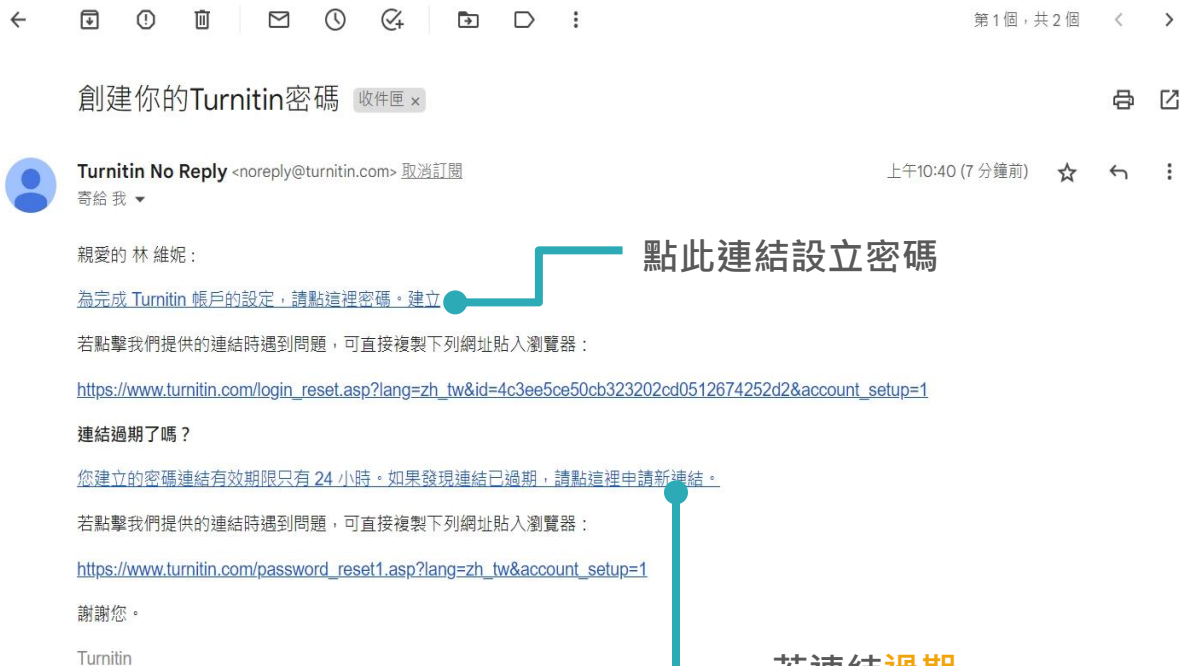 第1個，共2個
創建你的Turnitin密碼 收件匣 x
Turnitin No Reply <noreply@turnitin.com> 取消訂閱 上午10:40 (7 分鐘前)
寄給 我
親愛的 林 維妮：
點此連結設立密碼
為完成 Turnitin 帳戶的設定，請點這裡密碼。建立
若點擊我們提供的連結時遇到問題，可直接複製下列網址貼入瀏覽器：
https://www.turnitin.com/login_reset.asp?lang=zh_tw&id=4c3ee5ce50cb323202cd0512674252d2&account_setup=1
連結過期了嗎？
您建立的密碼連結有效期限只有 24 小時。如果發現連結已過期，請點這裡申請新連結。
若點擊我們提供的連結時遇到問題，可直接複製下列網址貼入瀏覽器：
https://www.turnitin.com/password_reset1.asp?lang=zh_tw&account_setup=1
謝謝您。
Turnitin
若連結過期